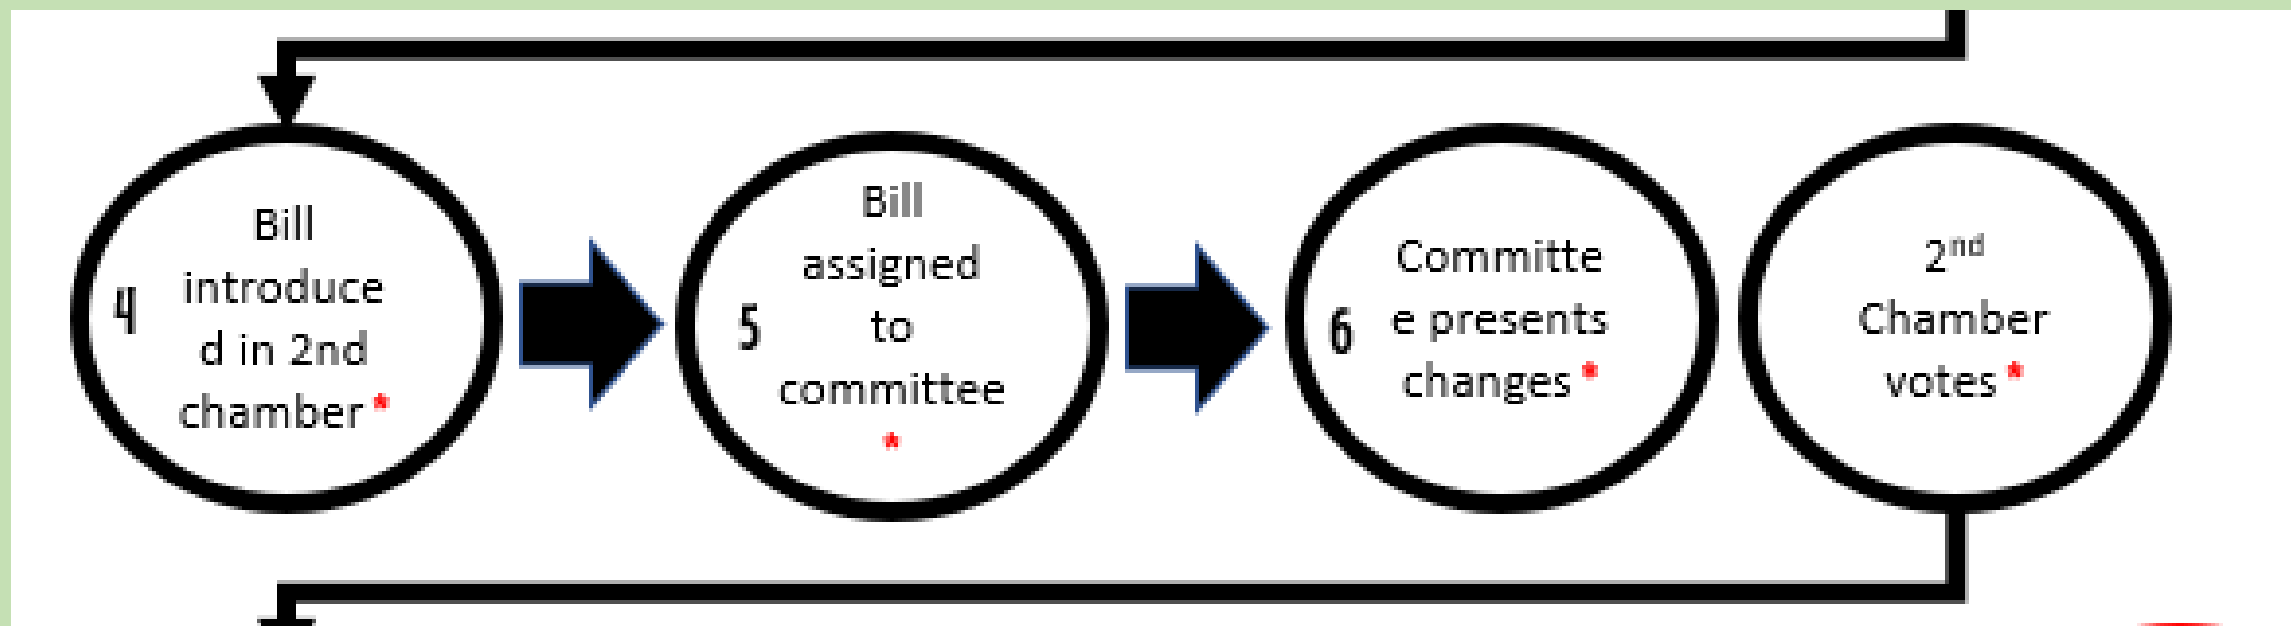 4
Bill
introduce
d in 2nd
chamber *
5
Bill
assigned
to
committee
*
6
Committe
e presents
changes *
2nd
Chamber
votes *